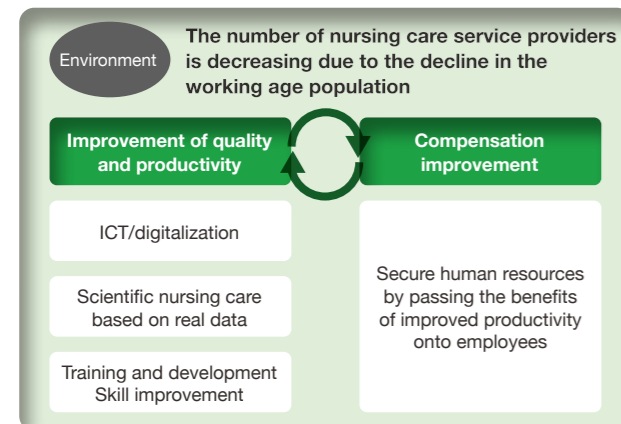 Environment
The number of nursing care service providers
is decreasing due to the decline in the
working age population
Improvement of quality
and productivity
Compensation
improvement
ICT/digitalization
Scientific nursing care
based on real data
Training and development
Skill improvement
Secure human resources
by passing the benefits
of improved productivity
onto employees